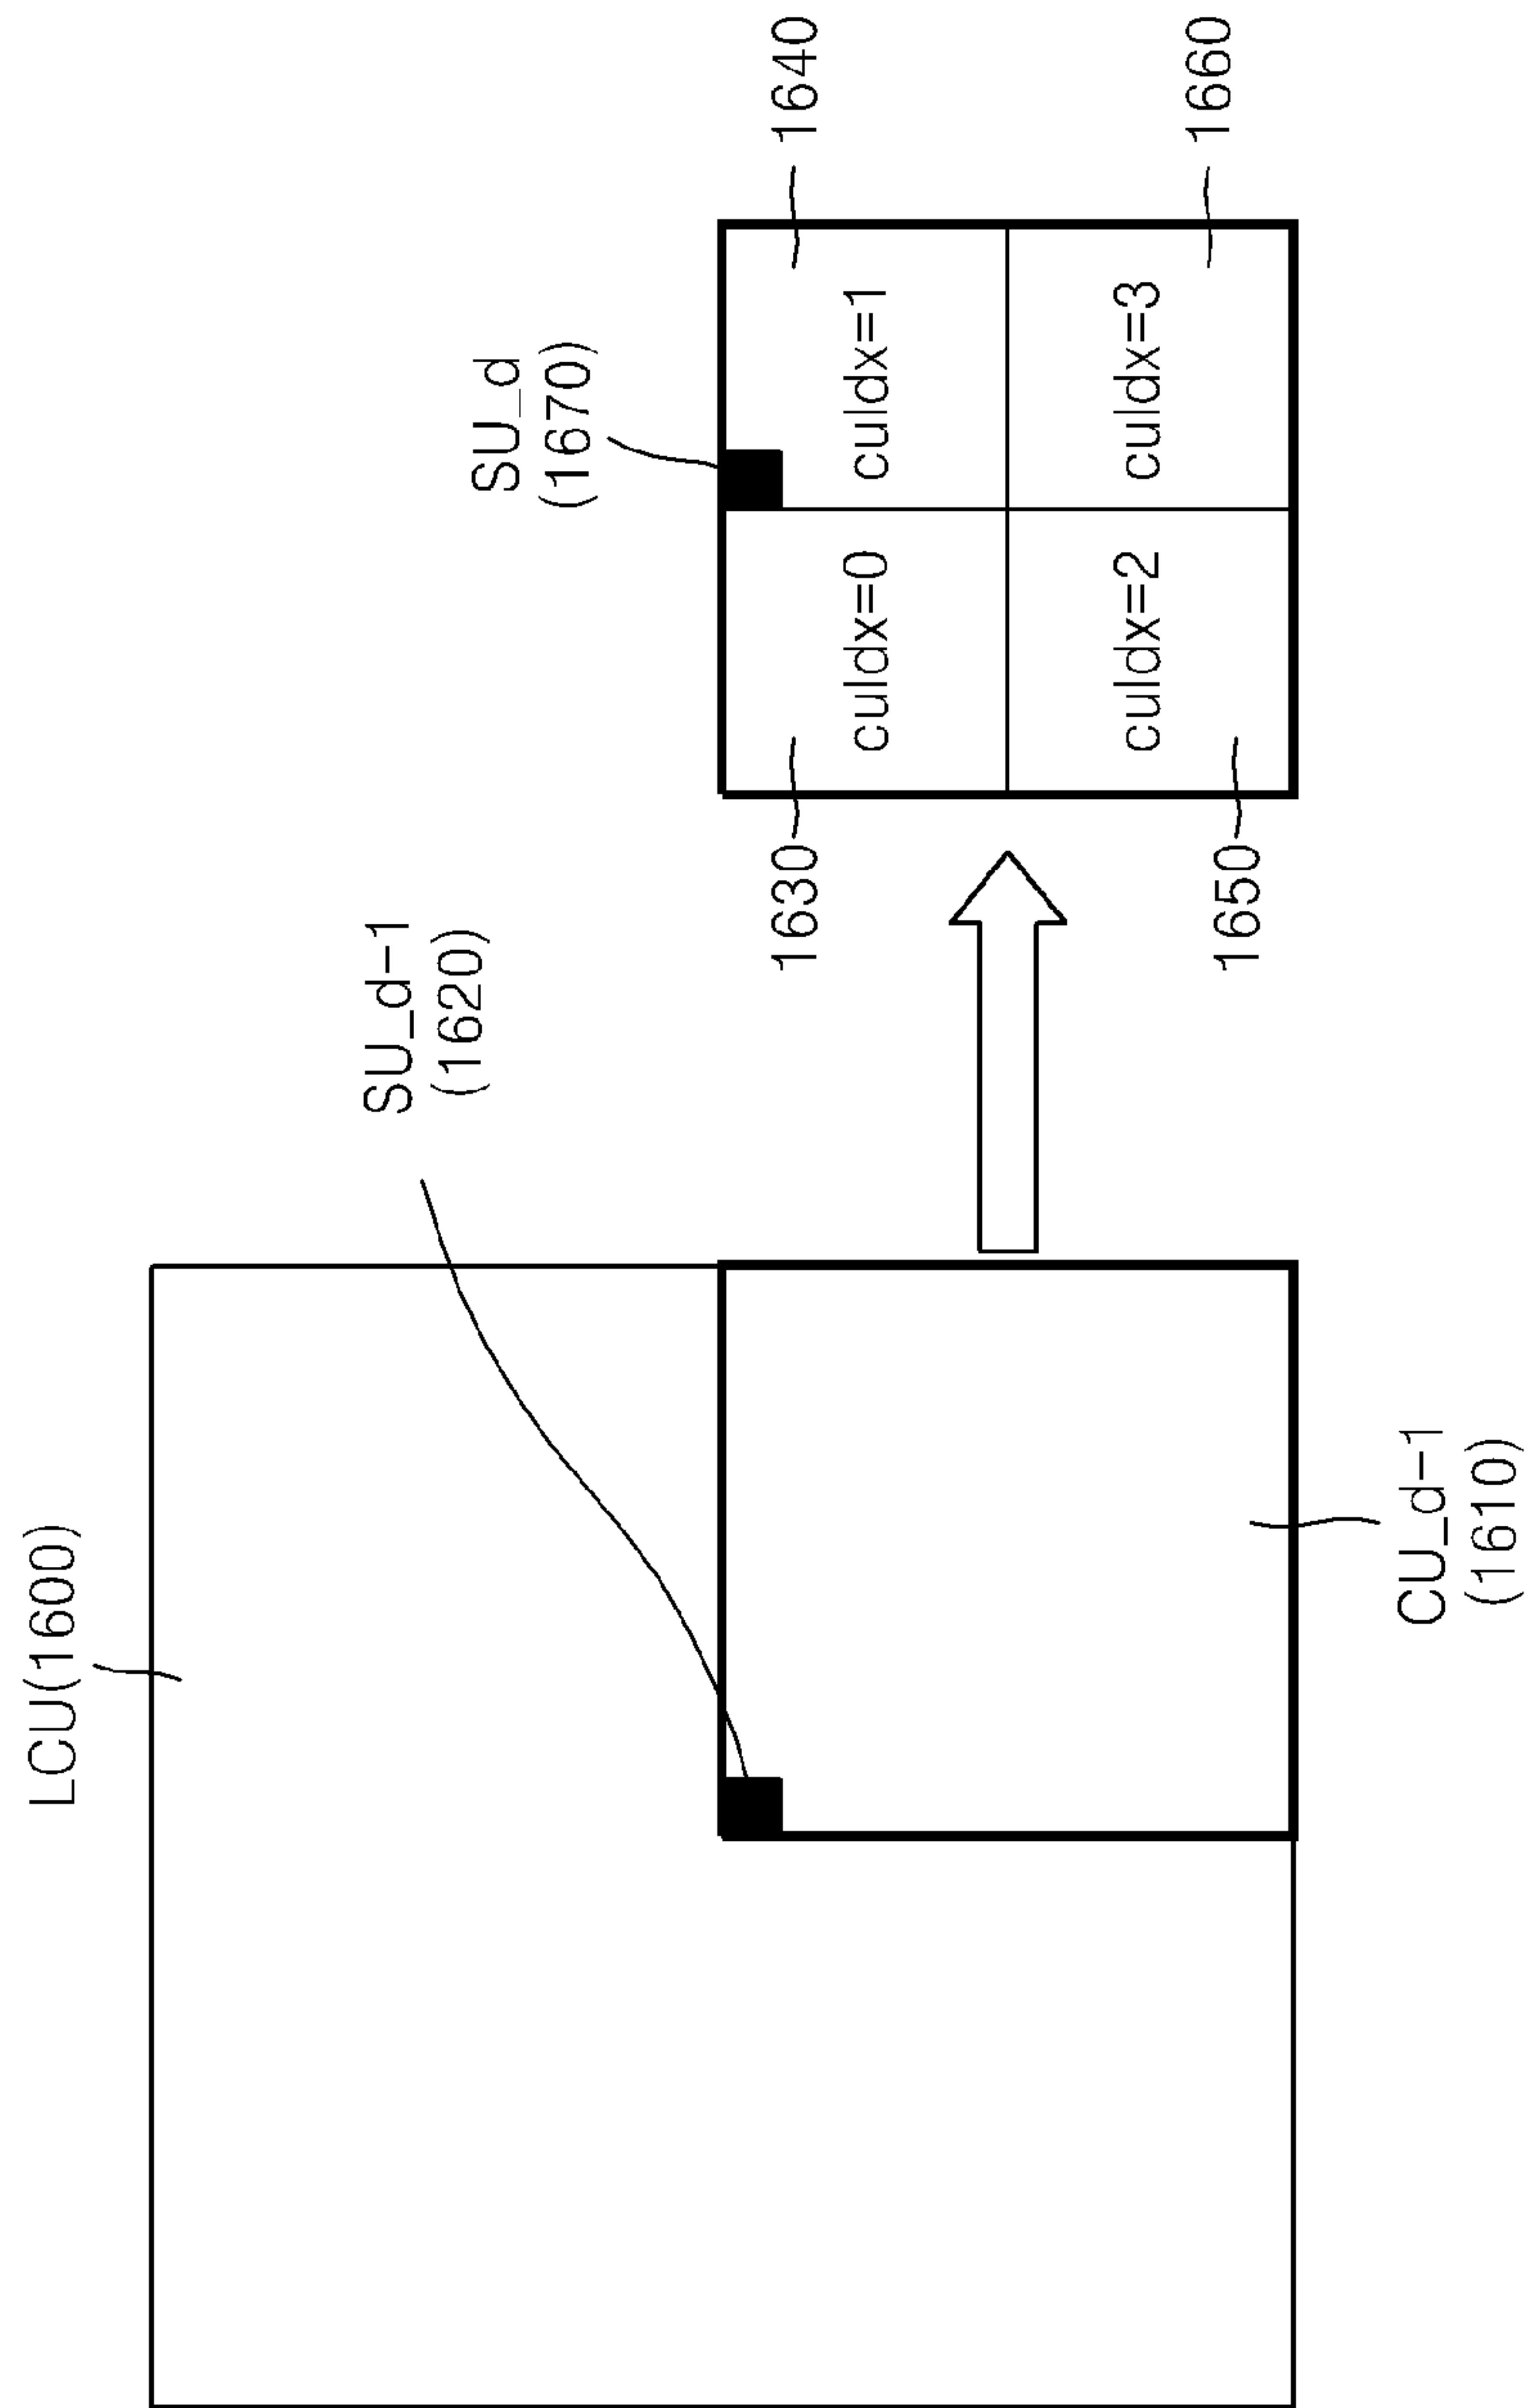 LCU(1600)
SU_d-1
(1620)
CU_d-1
(1610)
SU_d
(1670)
1630
1640
cuIdx=0
cuIdx=1
cuIdx=2
cuIdx=3
1650
1660